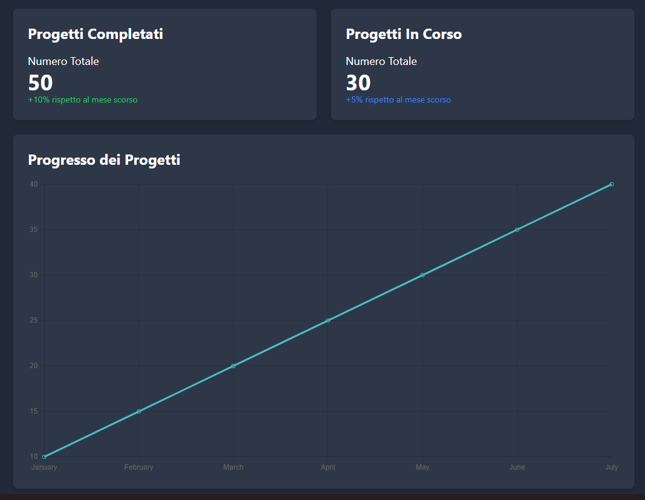 Progetti Completati
Numero Totale
50
+10% rispetto al mese scorso
Progetti In Corso
Numero Totale
30
+5% rispetto al mese scorso
Progresso dei Progetti
40
35
30
25
20
15
10
January February March April May June July